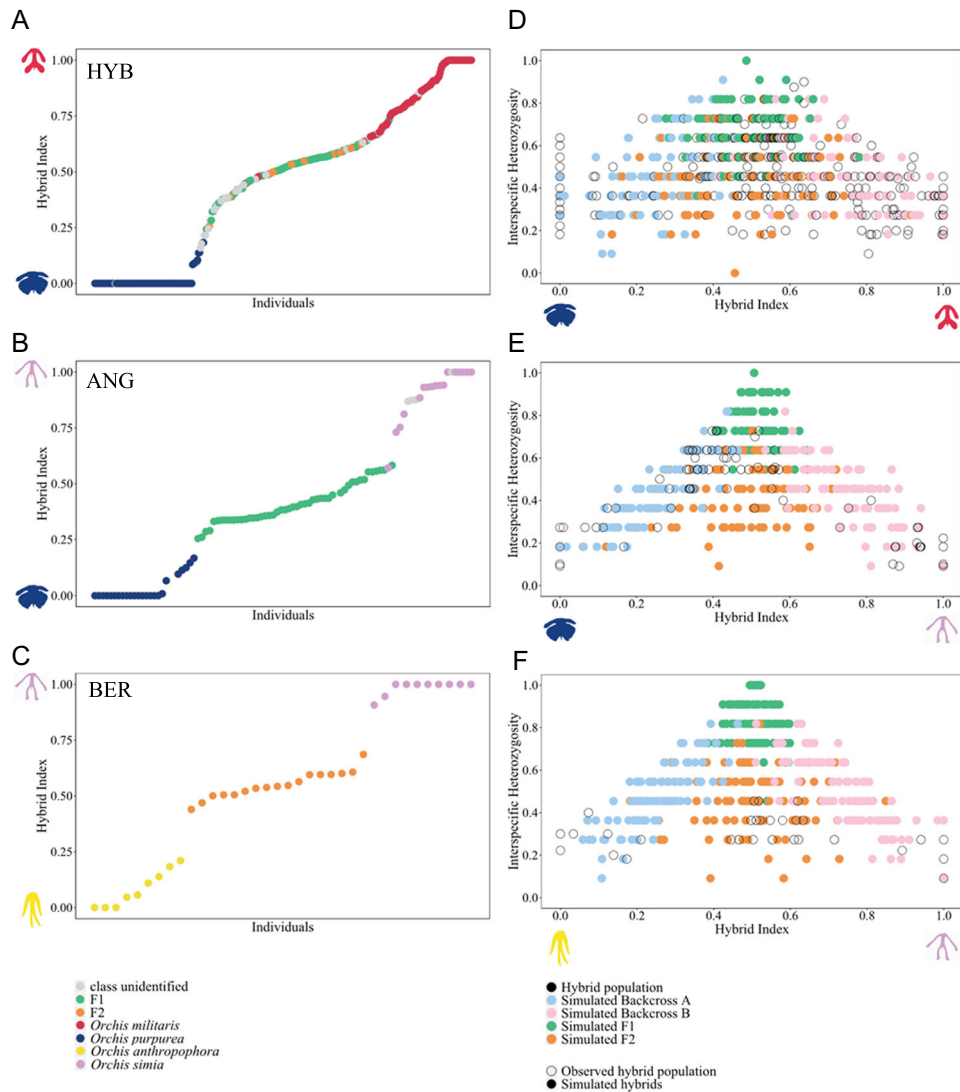 A
HYB
1.00
0.75
0.50
0.25
0.00
Hybrid Index
Individuals
D
1.0
0.8
0.6
0.4
0.2
0.0
Interspecific Heterozygosity
0.0 0.2 0.4 0.6 0.8 1.0
Hybrid Index
B
ANG
1.00
0.75
0.50
0.25
0.00
Hybrid Index
Individuals
E
1.0
0.8
0.6
0.4
0.2
0.0
Interspecific Heterozygosity
0.0 0.2 0.4 0.6 0.8 1.0
Hybrid Index
C
BER
1.00
0.75
0.50
0.25
0.00
Hybrid Index
Individuals
F
1.0
0.8
0.6
0.4
0.2
0.0
Interspecific Heterozygosity
0.0 0.2 0.4 0.6 0.8 1.0
Hybrid Index
class unidentified
F1
F2
Orchis militaris
Orchis purpurea
Orchis anthropophora
Orchis simia
Hybrid population
Simulated Backcross A
Simulated Backcross B
Simulated F1
Simulated F2
Observed hybrid population
Simulated hybrids